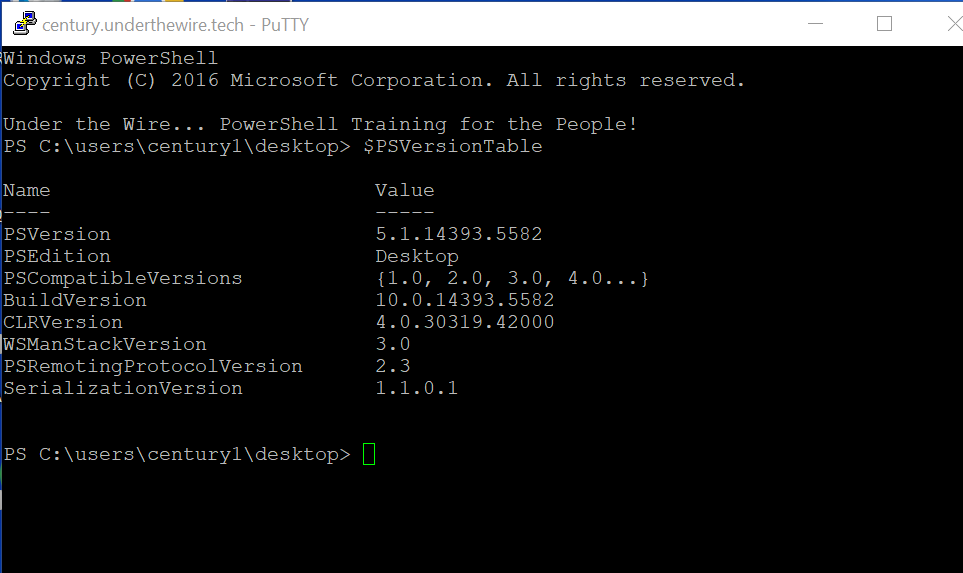 century.underthewire.tech - PuTTY
Windows PowerShell
Copyright (C) 2016 Microsoft Corporation. All rights reserved.
Under the Wire... PowerShell Training for the People!
PS C:\users\century1\desktop> $PSVersionTable
Name Value
---- -----
PSVersion 5.1.14393.5582
PSEdition Desktop
PSCompatibleVersions {1.0, 2.0, 3.0, 4.0...}
BuildVersion 10.0.14393.5582
CLRVersion 4.0.30319.42000
WSManStackVersion 3.0
PSRemotingProtocolVersion 2.3
SerializationVersion 1.1.0.1
PS C:\users\century1\desktop>